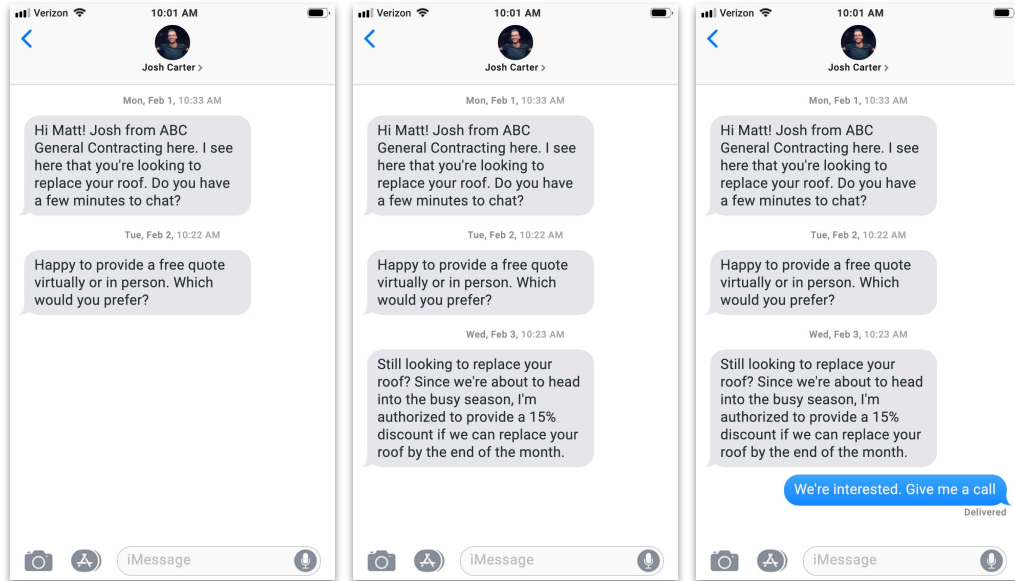 Verizon 10:01 AM
Josh Carter >
Mon, Feb 1, 10:33 AM
Hi Matt! Josh from ABC
General Contracting here. I see
here that you're looking to
replace your roof. Do you have
a few minutes to chat?
Tue, Feb 2, 10:22 AM
Happy to provide a free quote
virtually or in person. Which
would you prefer?
iMessage
Verizon 10:01 AM
Josh Carter >
Mon, Feb 1, 10:33 AM
Hi Matt! Josh from ABC
General Contracting here. I see
here that you're looking to
replace your roof. Do you have
a few minutes to chat?
Tue, Feb 2, 10:22 AM
Happy to provide a free quote
virtually or in person. Which
would you prefer?
Wed, Feb 3, 10:23 AM
Still looking to replace your
roof? Since we're about to head
into the busy season, I'm
authorized to provide a 15%
discount if we can replace your
roof by the end of the month.
iMessage
Verizon 10:01 AM
Josh Carter >
Mon, Feb 1, 10:33 AM
Hi Matt! Josh from ABC
General Contracting here. I see
here that you're looking to
replace your roof. Do you have
a few minutes to chat?
Tue, Feb 2, 10:22 AM
Happy to provide a free quote
virtually or in person. Which
would you prefer?
Wed, Feb 3, 10:23 AM
Still looking to replace your
roof? Since we're about to head
into the busy season, I'm
authorized to provide a 15%
discount if we can replace your
roof by the end of the month.
We're interested. Give me a call
Delivered
iMessage